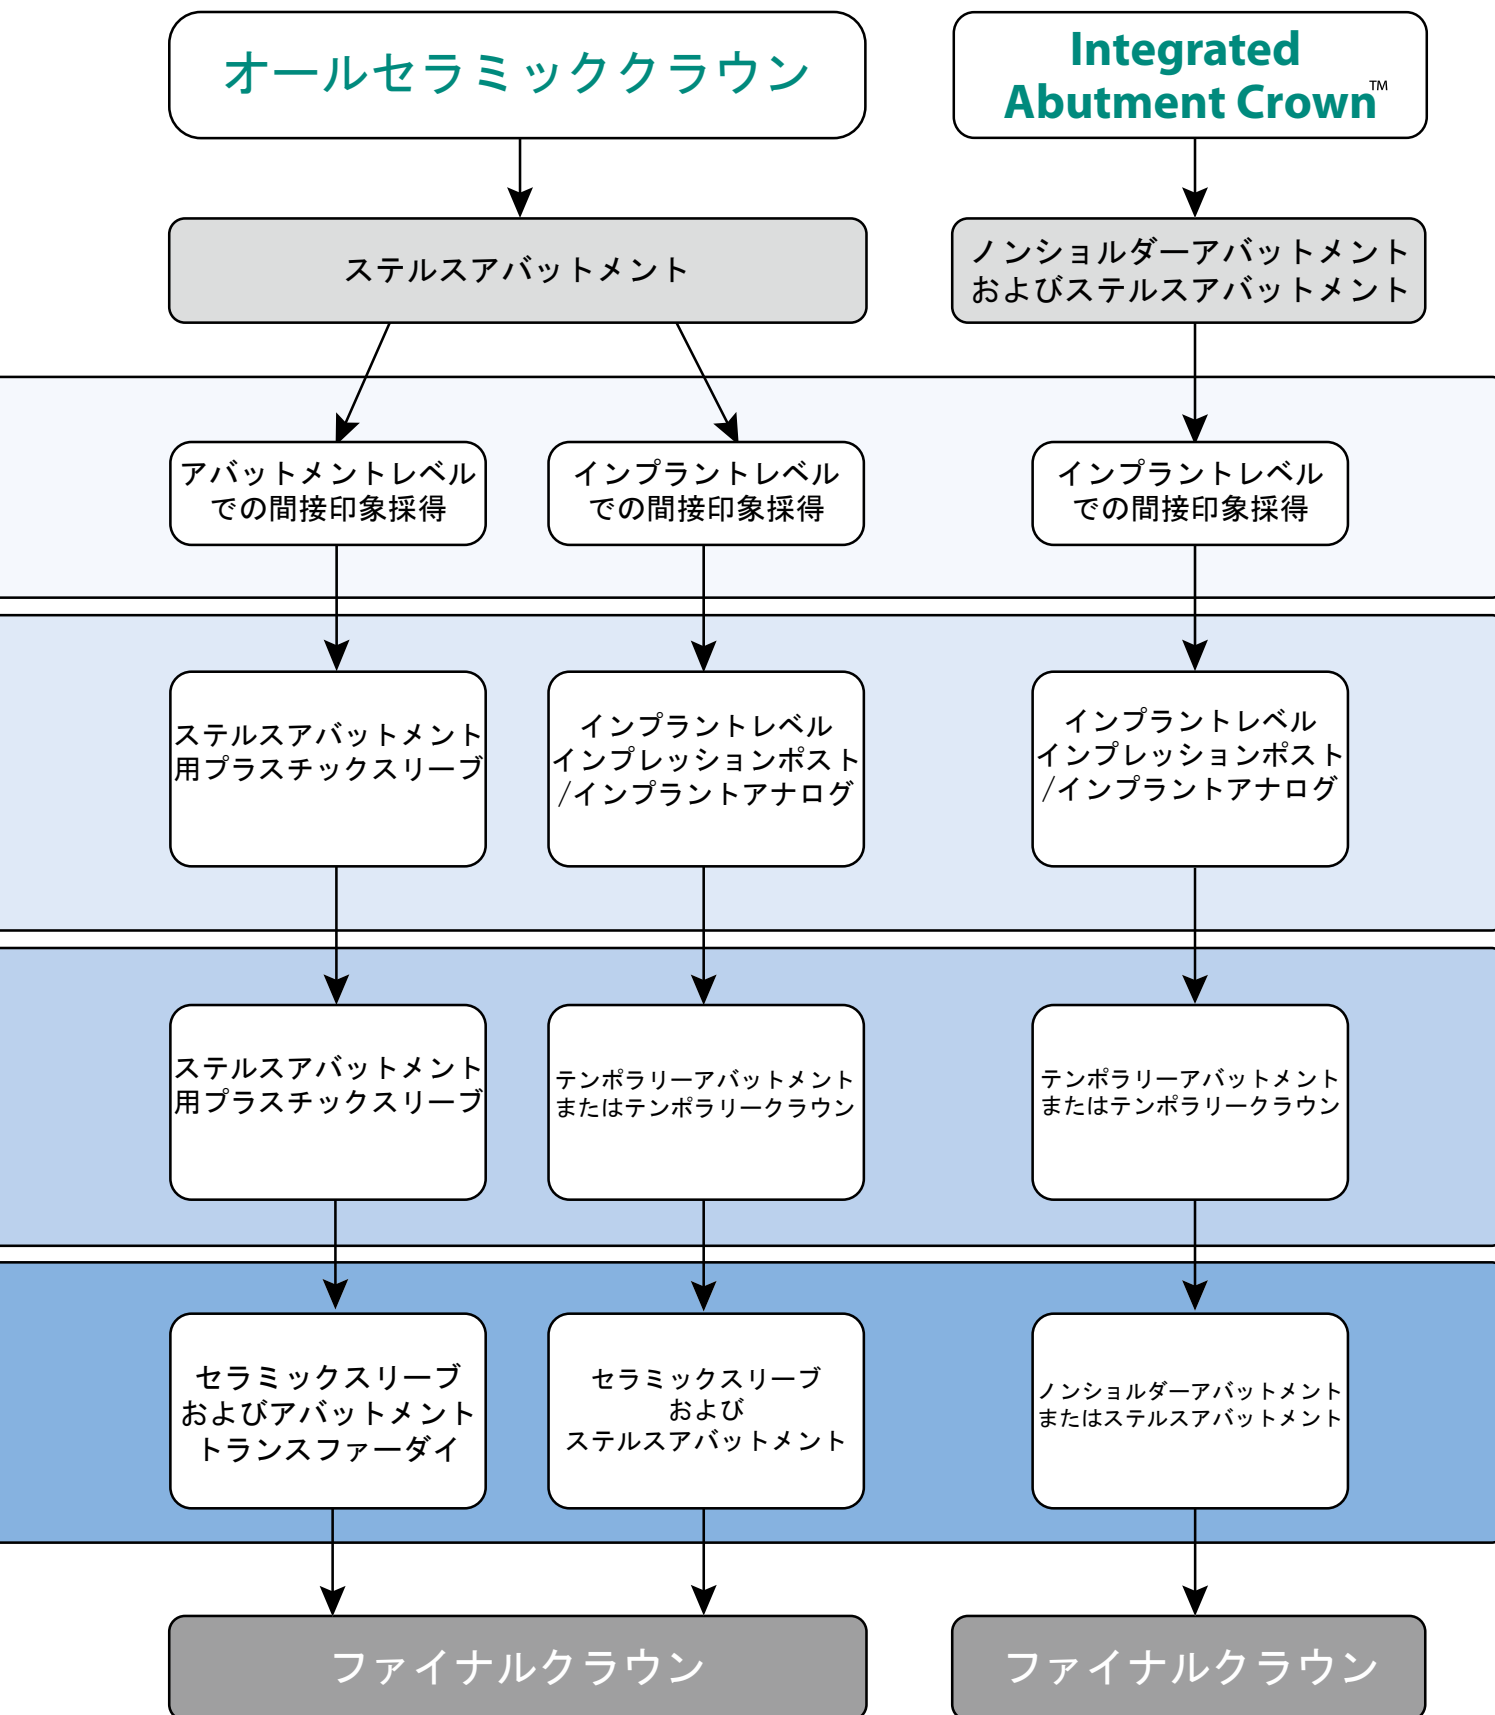 オールセラミッククラウン
Integrated
Abutment Crown™
ステルスアバットメント
ノンショルダーアバットメント
およびステルスアバットメント
アバットメントレベル
での間接印象採得
インプラントレベル
での間接印象採得
インプラントレベル
での間接印象採得
ステルスアバットメント
用プラスチックスリーブ
インプラントレベル
インプレッションポスト
/インプラントアナログ
インプラントレベル
インプレッションポスト
/インプラントアナログ
ステルスアバットメント
用プラスチックスリーブ
テンポラリーアバットメント
またはテンポラリークラウン
テンポラリーアバットメント
またはテンポラリークラウン
セラミックスリーブ
およびアバットメント
トランスファーダイ
セラミックスリーブ
および
ステルスアバットメント
ノンショルダーアバットメント
またはステルスアバットメント
ファイナルクラウン
ファイナルクラウン